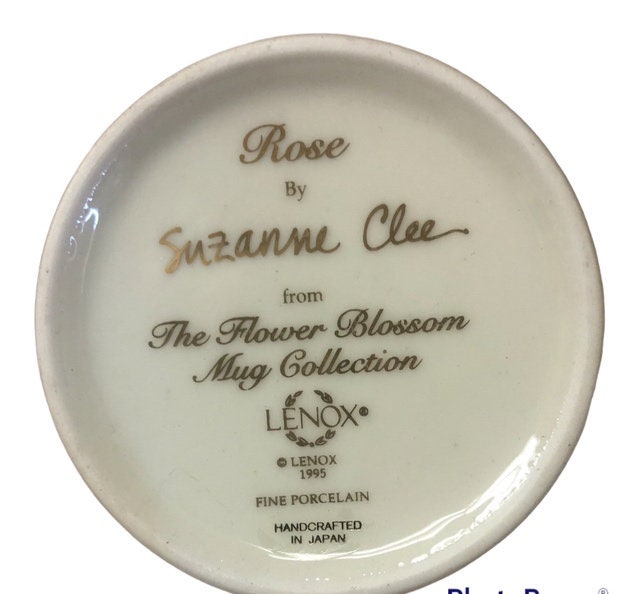 Rose
By
Suzanne Clee
from
The Flower Blossom
Mug Collection
LENOX®
© LENOX
1995
FINE PORCELAIN
HANDCRAFTED
IN JAPAN